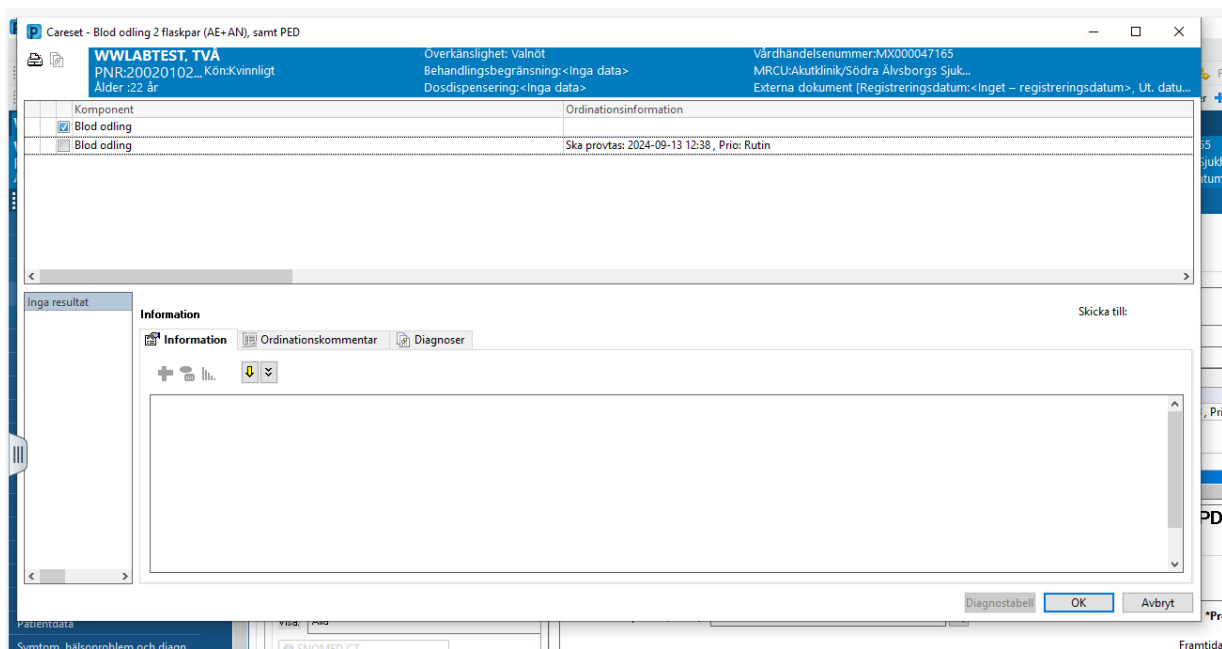 Careset - Blod odling 2 flaskpar (AE+AN), samt PED
WWLABTEST, TVÅ
PNR:20020102... Kön:Kvinnligt
Ålder :22 år
Överkänslighet: Valnöt
Behandlingsbegränsning:<Inga data>
Dosdispensering:<Inga data>
Vårdhändelsenummer:MX000047165
MRCU:Akutklinik/Södra Älvsborgs Sjuk...
Externa dokument [Registreringsdatum:<Inget – registreringsdatum>, Ut. datu...
Komponent Ordinationsinformation
Blod odling
Blod odling Ska provtas: 2024-09-13 12:38 , Prio: Rutin
Inga resultat
Information
Skicka till:
Information Ordinationskommentar Diagnoser
Diagnostabell OK Avbryt
Patientdata
Symtom, hälsoproblem och diagn...
SNOMED CT
, Pri
PD
*Pr
Framtida